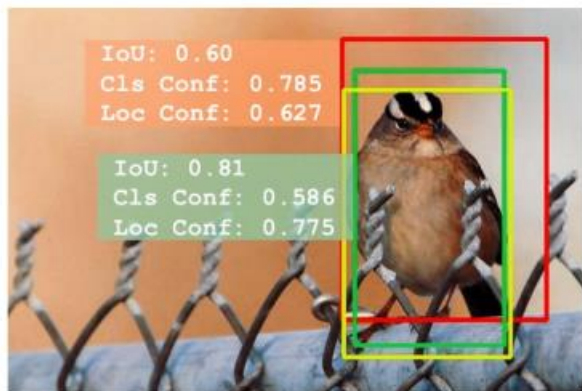 IoU: 0.60
Cls Conf: 0.785
Loc Conf: 0.627
IoU: 0.81
Cls Conf: 0.586
Loc Conf: 0.775